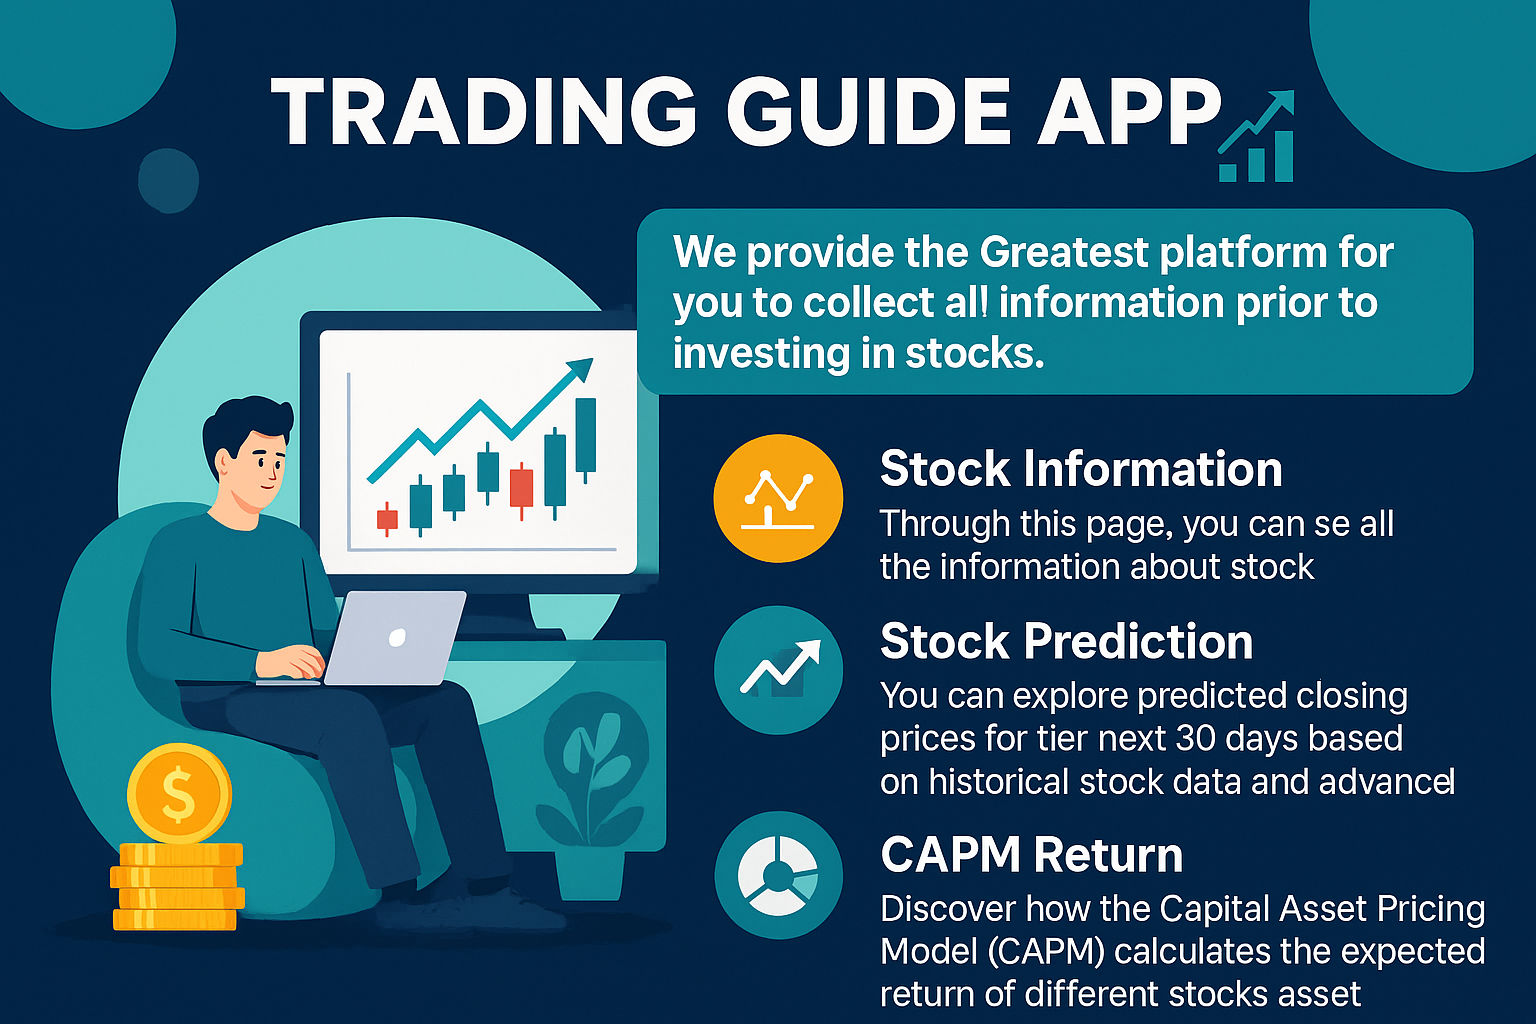 TRADING GUIDE APP
We provide the Greatest platform for
you to collect all information prior to
investing in stocks.
Stock Information
Through this page, you can se all
the information about stock
Stock Prediction
You can explore predicted closing
prices for tier next 30 days based
on historical stock data and advancel
CAPM Return
Discover how the Capital Asset Pricing
Model (CAPM) calculates the expected
return of different stocks asset
$